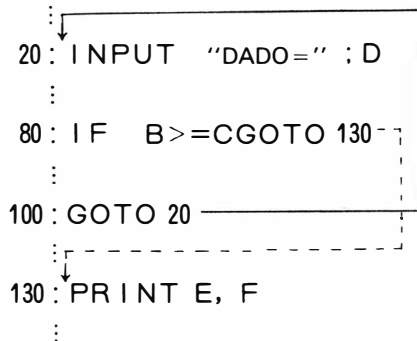 ⋮
20: INPUT "DADO=" ; D
⋮
80: IF B>=CGOTO 130
⋮
100: GOTO 20
⋮
130: PRINT E, F
⋮